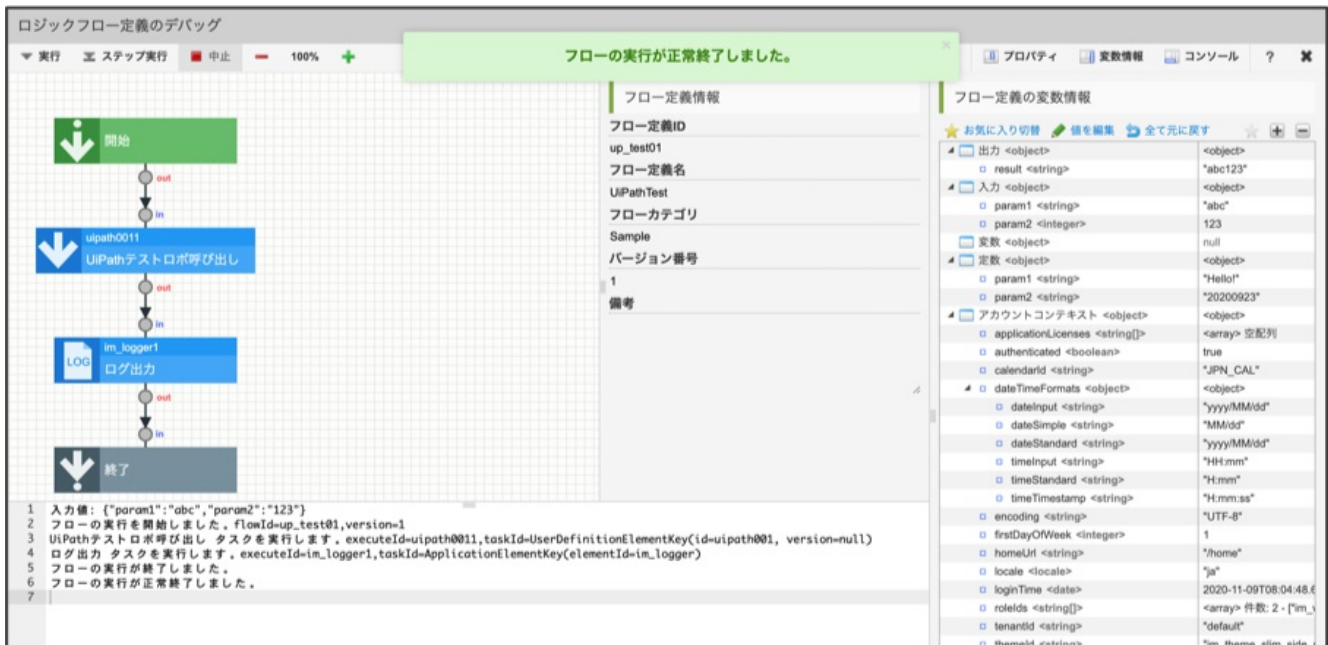 ロジックフロー定義のデバッグ
実行 ステップ実行 中止 100%
フローの実行が正常終了しました。
プロパティ 変数情報 コンソール ?
開始
out
in
uipath0011
UiPathテストロボ呼び出し
out
in
im_logger1
LOG
ログ出力
out
in
終了
フロー定義情報
フロー定義ID
up_test01
フロー定義名
UiPathTest
フローカテゴリ
Sample
バージョン番号
1
備考
フロー定義の変数情報
お気に入り切替 値を編集 全て元に戻す
出力 <object> <object>
result <string> "abc123"
入力 <object> <object>
param1 <string> "abc"
param2 <integer> 123
変数 <object> null
定数 <object> <object>
param1 <string> "Hello!"
param2 <string> "20200923"
アカウントコンテキスト <object> <object>
applicationLicenses <string[]> <array> 空配列
authenticated <boolean> true
calendarId <string> "JPN_CAL"
dateTimeFormats <object> <object>
dateInput <string> "yyyy/MM/dd"
dateSimple <string> "MM/dd"
dateStandard <string> "yyyy/MM/dd"
timeInput <string> "HH:mm"
timeStandard <string> "H:mm"
timeTimestamp <string> "H:mm:ss"
encoding <string> "UTF-8"
firstDayOfWeek <integer> 1
homeUrl <string> "/home"
locale <locale> "ja"
loginTime <date> 2020-11-09T08:04:48.6
roleIds <string[]> <array> 件数: 2 - ["im_
tenantId <string> "default"
themeId <string> "im_theme_slim_side_
1 入力値: {"param1":"abc","param2":"123"}
2 フローの実行を開始しました。flowId=up_test01,version=1
3 UiPathテストロボ呼び出し タスクを実行します。executeId=uipath0011,taskId=UserDefinitionElementKey(id=uipath001, version=null)
4 ログ出力 タスクを実行します。executeId=im_logger1,taskId=ApplicationElementKey(elementId=im_logger)
5 フローの実行が終了しました。
6 フローの実行が正常終了しました。
7